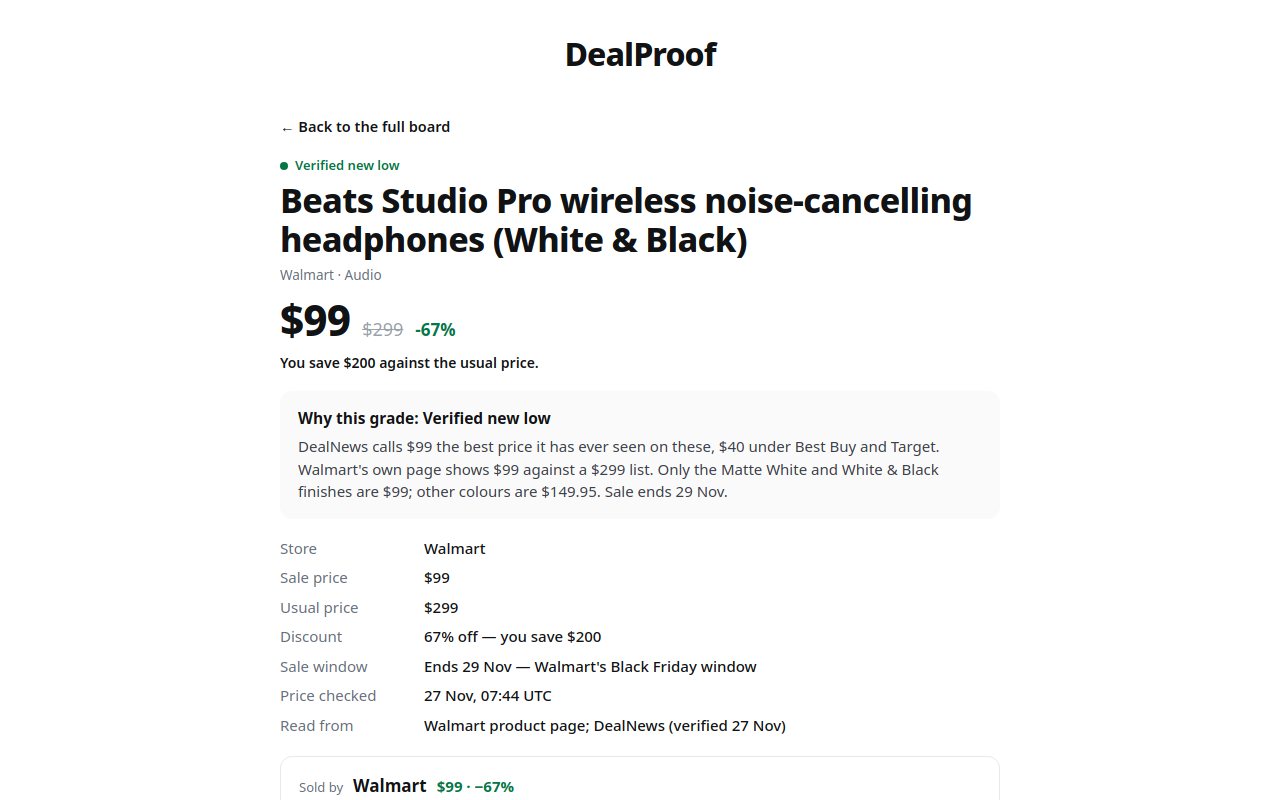 DealProof
← Back to the full board
Verified new low
Beats Studio Pro wireless noise-cancelling
headphones (White & Black)
Walmart · Audio
$99 $299 -67%
You save $200 against the usual price.
Why this grade: Verified new low
DealNews calls $99 the best price it has ever seen on these, $40 under Best Buy and Target.
Walmart's own page shows $99 against a $299 list. Only the Matte White and White & Black
finishes are $99; other colours are $149.95. Sale ends 29 Nov.
Store Walmart
Sale price $99
Usual price $299
Discount 67% off — you save $200
Sale window Ends 29 Nov — Walmart's Black Friday window
Price checked 27 Nov, 07:44 UTC
Read from Walmart product page; DealNews (verified 27 Nov)
Sold by Walmart $99 · −67%